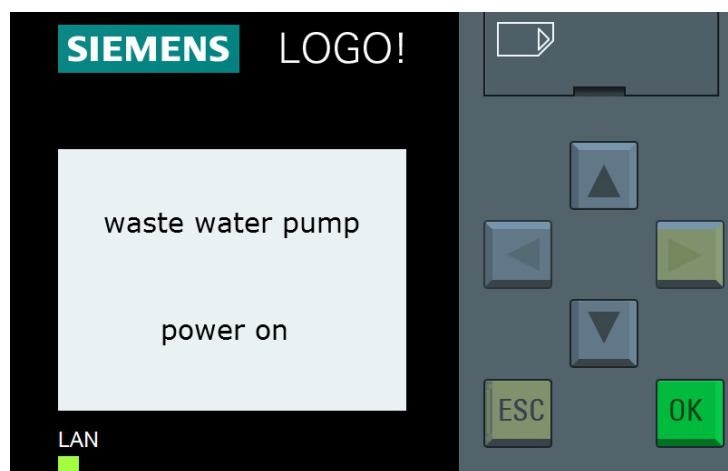 SIEMENS LOGO!
waste water pump
power on
LAN
ESC OK